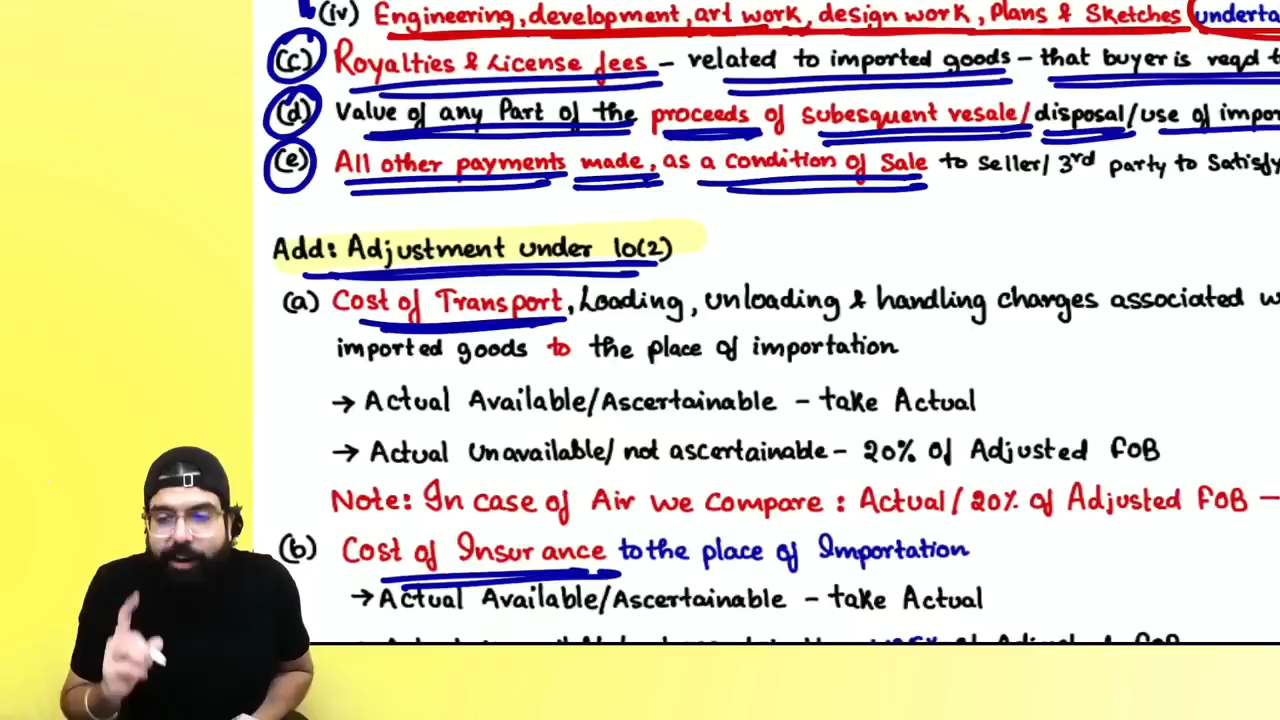 (iv) Engineering, development, art work, design work, Plans & Sketches underta
(c) Royalties & License fees – related to imported goods – that buyer is reqd t
(d) Value of any Part of the proceeds of subesquent resale/disposal/use of impor
(e) All other payments made, as a condition of Sale to seller/3rd party to Satisfy
Add: Adjustment under 10(2)
(a) Cost of Transport, Loading, unloading & handling charges associated w
imported goods to the place of importation
→ Actual Available/Ascertainable – take Actual
→ Actual Unavailable/not ascertainable – 20% of Adjusted FOB
Note: In case of Air we Compare : Actual/20% of Adjusted FOB –
(b) Cost of Insurance to the place of Importation
→ Actual Available/Ascertainable – take Actual